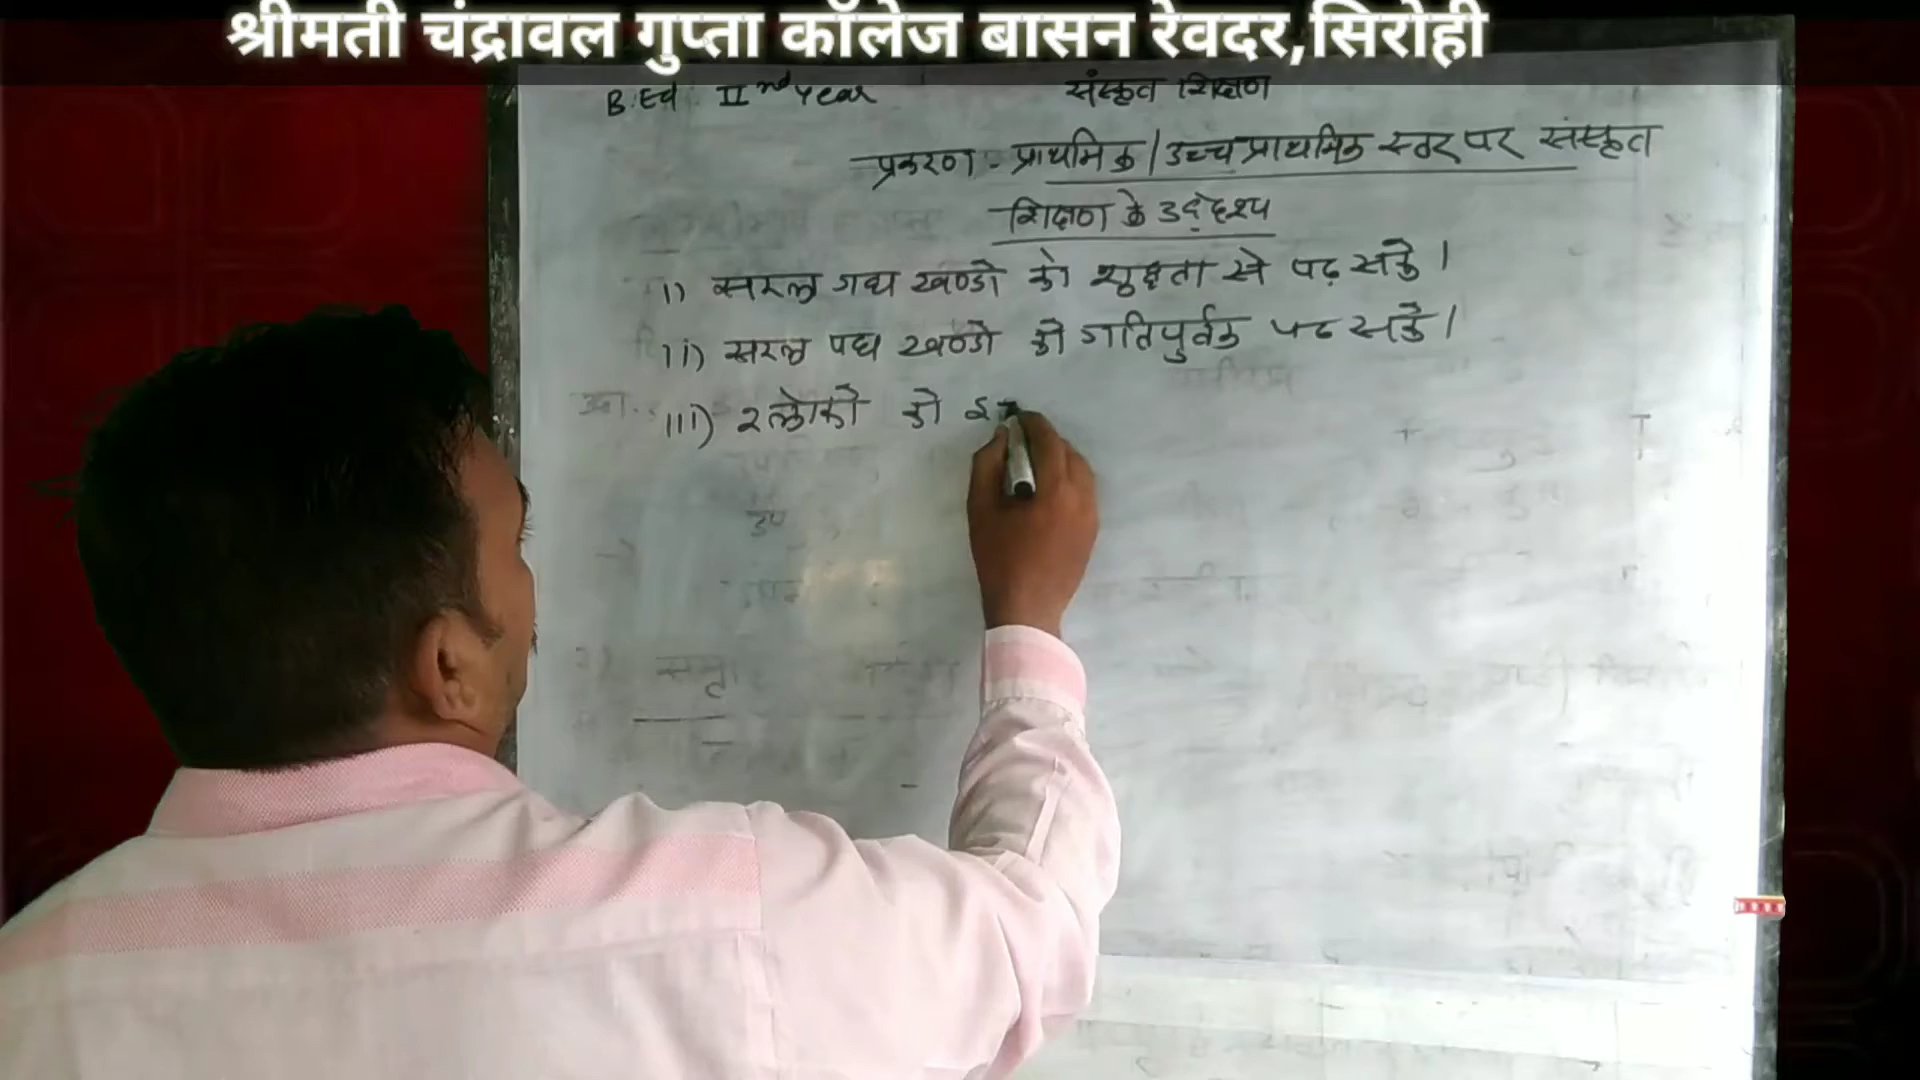 श्रीमती चंद्रावल गुप्ता कॉलेज बासन रेवदर,सिरोही
B.Ed IInd Year संस्कृत शिक्षण
प्रकरण - प्राथमिक/उच्च प्राथमिक स्तर पर संस्कृत
शिक्षण के उद्देश्य
i) सरल गद्य खण्डो को शुद्धता से पढ़ सके।
ii) सरल पद्य खण्डो को गतिपुर्वक पढ सके।
iii) श्लोको को